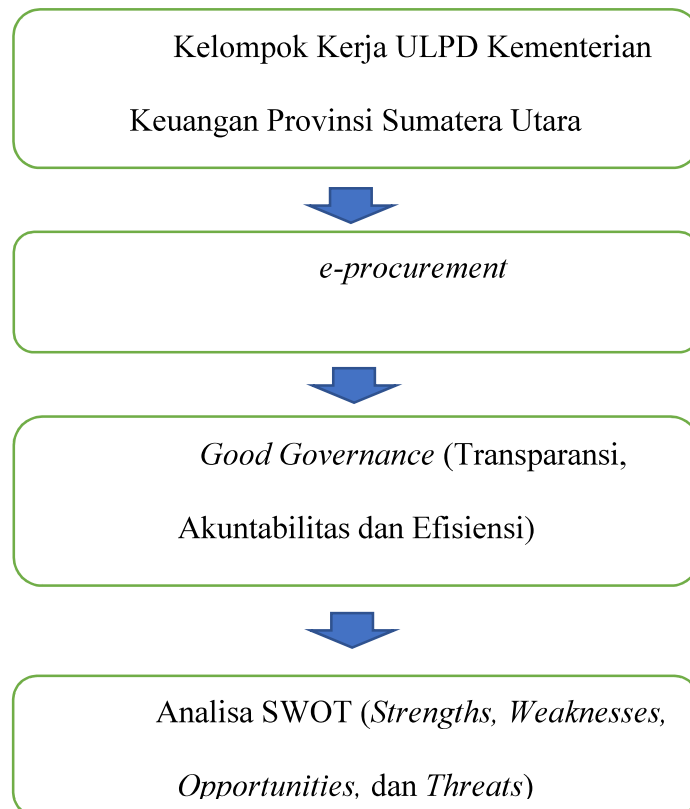 Kelompok Kerja ULPD Kementerian
Keuangan Provinsi Sumatera Utara
e-procurement
Good Governance (Transparansi,
Akuntabilitas dan Efisiensi)
Analisa SWOT (Strengths, Weaknesses,
Opportunities, dan Threats)